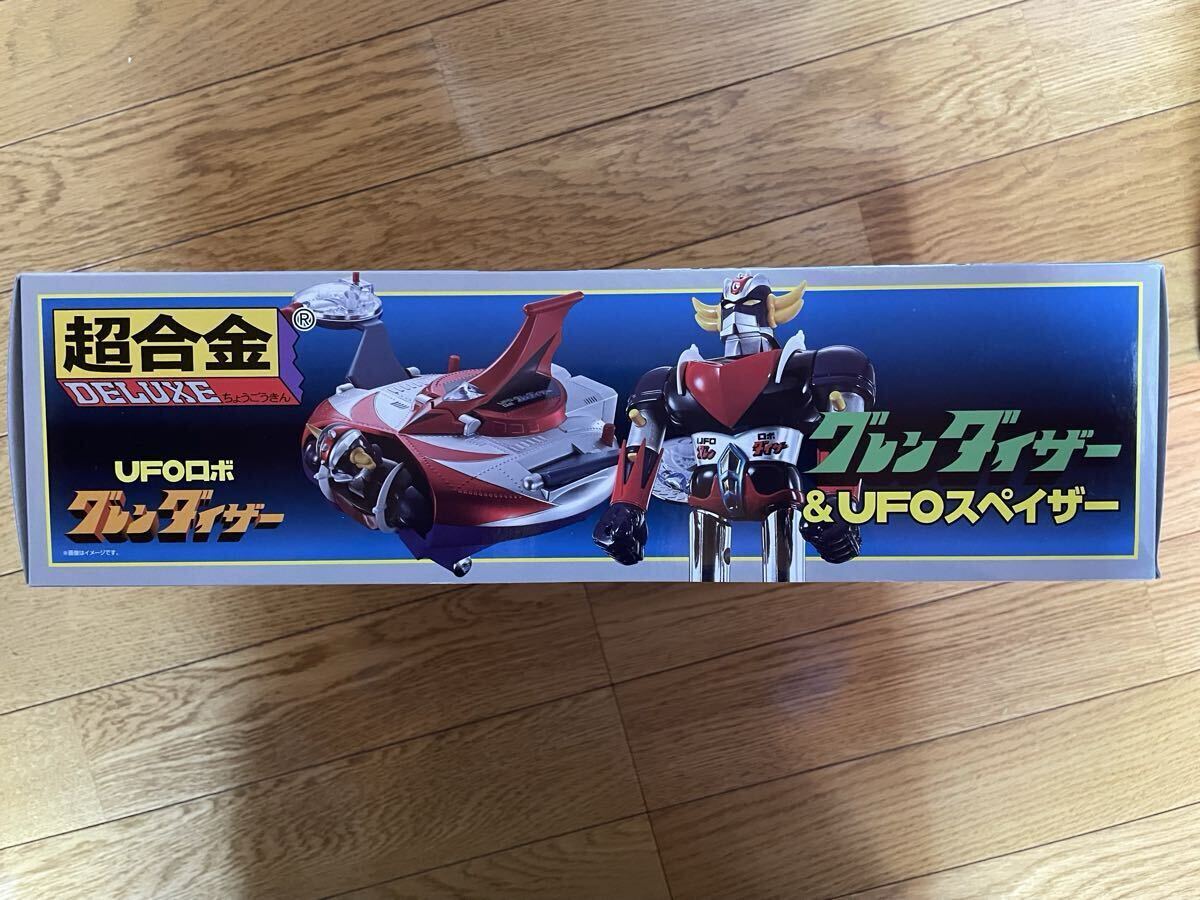 超合金®
DELUXE ちょうごうきん
UFOロボ
グレンダイザー
※画像はイメージです。
UFO ロボ
グレン ダイザー
グレンダイザー
&UFOスペイザー